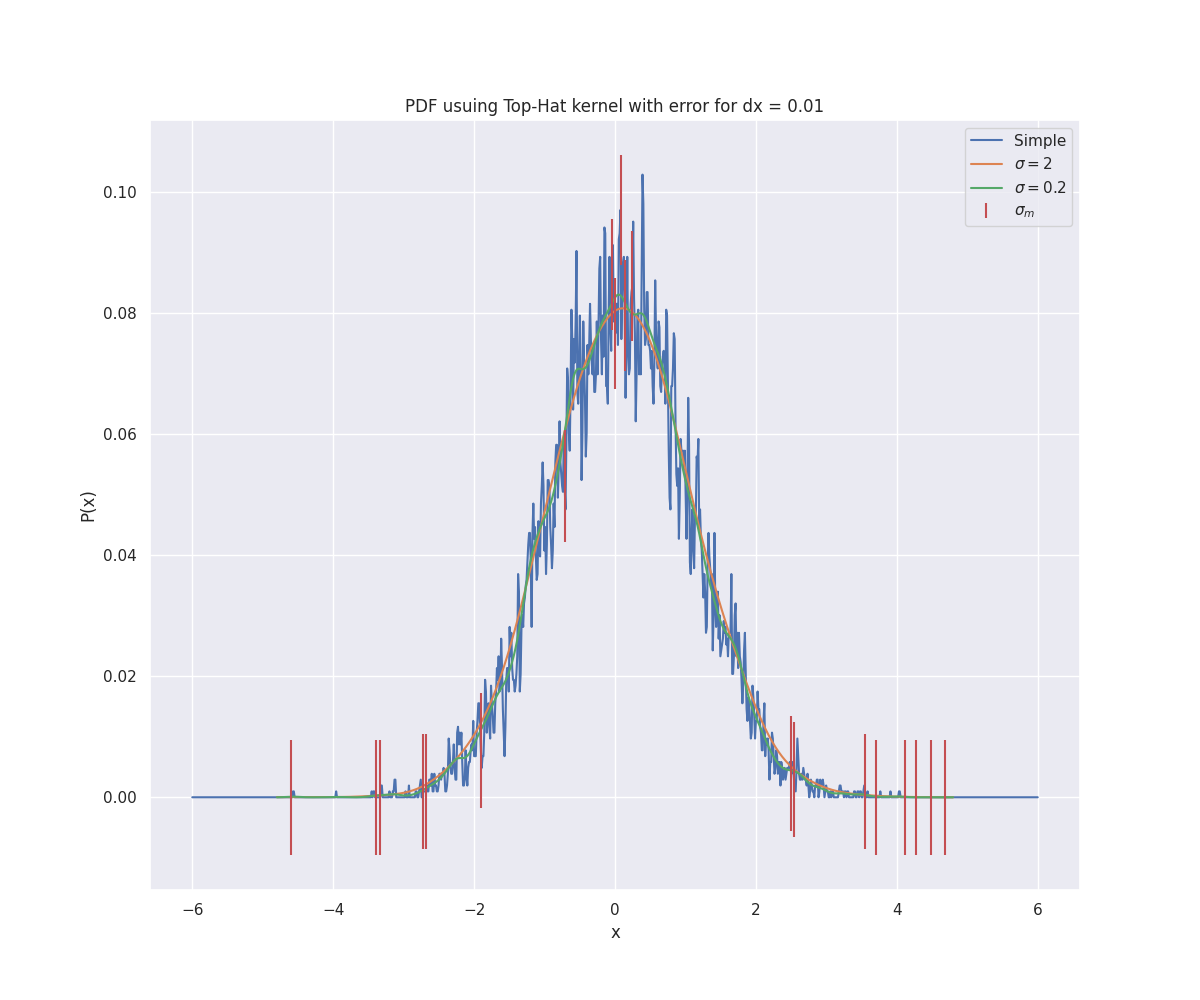 PDF usuing Top-Hat kernel with error for dx = 0.01
Simple
σ = 2
σ = 0.2
σm
P(x)
0.10
0.08
0.06
0.04
0.02
0.00
−6 −4 −2 0 2 4 6
x